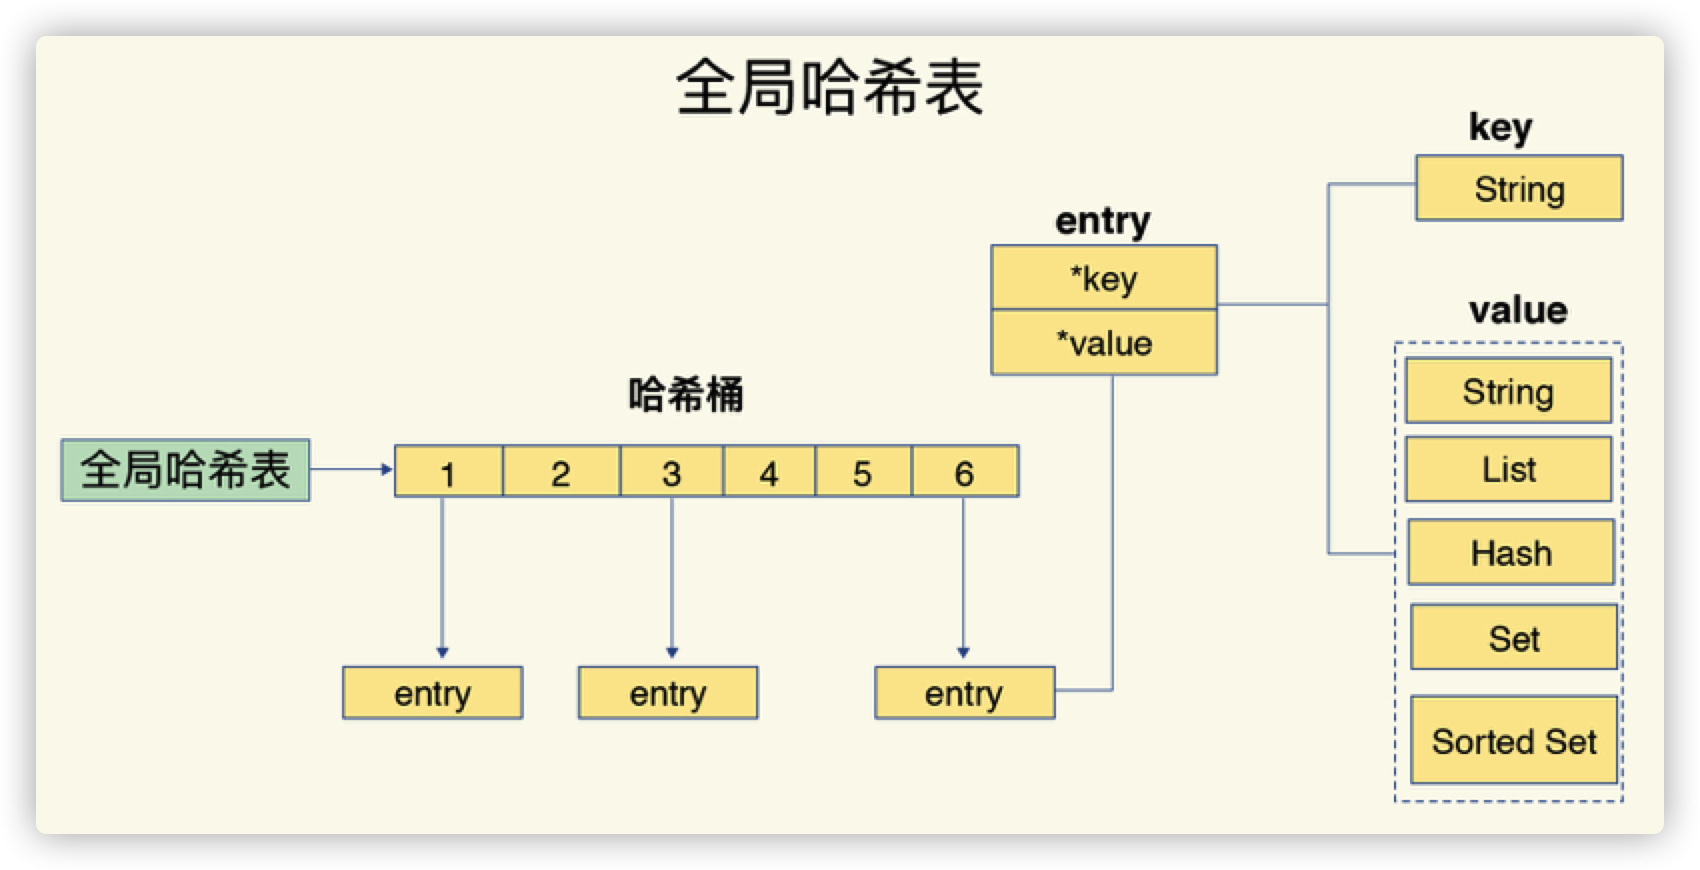 全局哈希表
key
String
entry
*key
*value
value
String
List
Hash
Set
Sorted Set
哈希桶
全局哈希表
1 2 3 4 5 6
entry entry entry